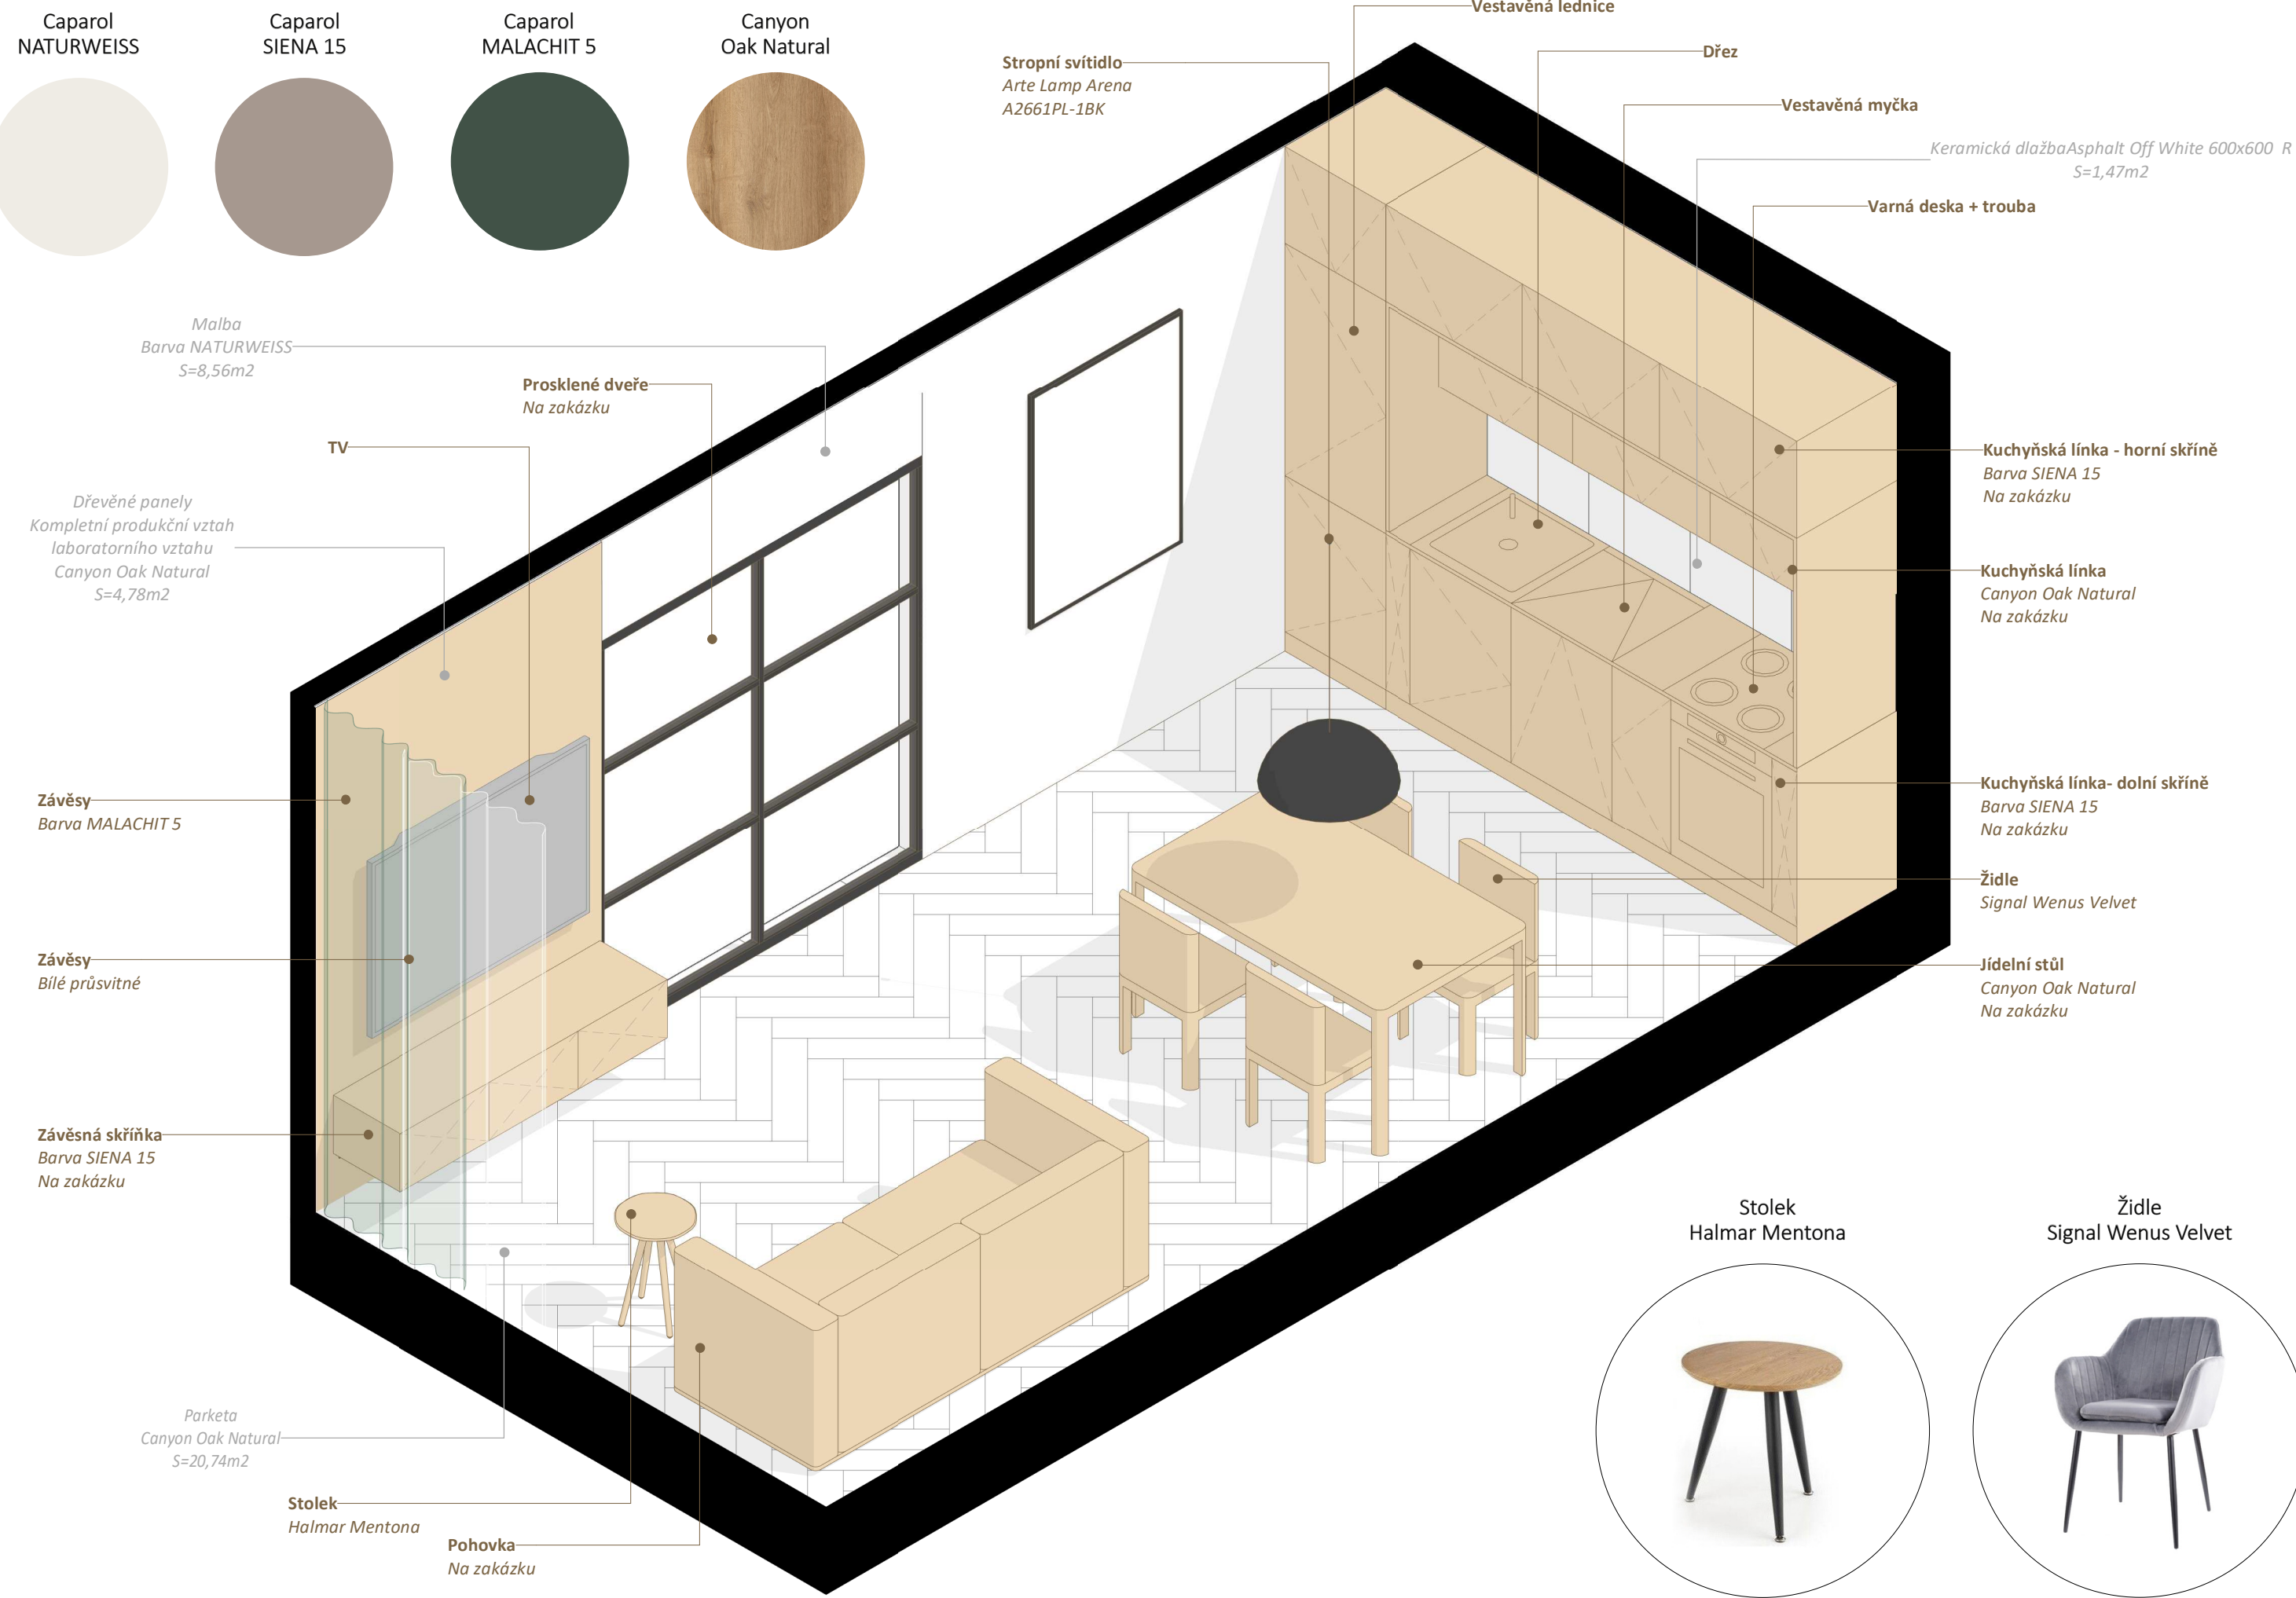 Caparol
NATURWEISS
Caparol
SIENA 15
Caparol
MALACHIT 5
Canyon
Oak Natural
Vestavěná lednice
Stropní svítidlo
Arte Lamp Arena
A2661PL-1BK
Dřez
Vestavěná myčka
Keramická dlažbaAsphalt Off White 600x600 R
S=1,47m2
Varná deska + trouba
Malba
Barva NATURWEISS
S=8,56m2
Prosklené dveře
Na zakázku
TV
Dřevěné panely
Kompletní produkční vztah
laboratorního vztahu
Canyon Oak Natural
S=4,78m2
Kuchyňská línka - horní skříně
Barva SIENA 15
Na zakázku
Kuchyňská línka
Canyon Oak Natural
Na zakázku
Závěsy
Barva MALACHIT 5
Kuchyňská línka- dolní skříně
Barva SIENA 15
Na zakázku
Židle
Signal Wenus Velvet
Závěsy
Bílé průsvitné
Jídelní stůl
Canyon Oak Natural
Na zakázku
Závěsná skříňka
Barva SIENA 15
Na zakázku
Stolek
Halmar Mentona
Židle
Signal Wenus Velvet
Parketa
Canyon Oak Natural
S=20,74m2
Stolek
Halmar Mentona
Pohovka
Na zakázku